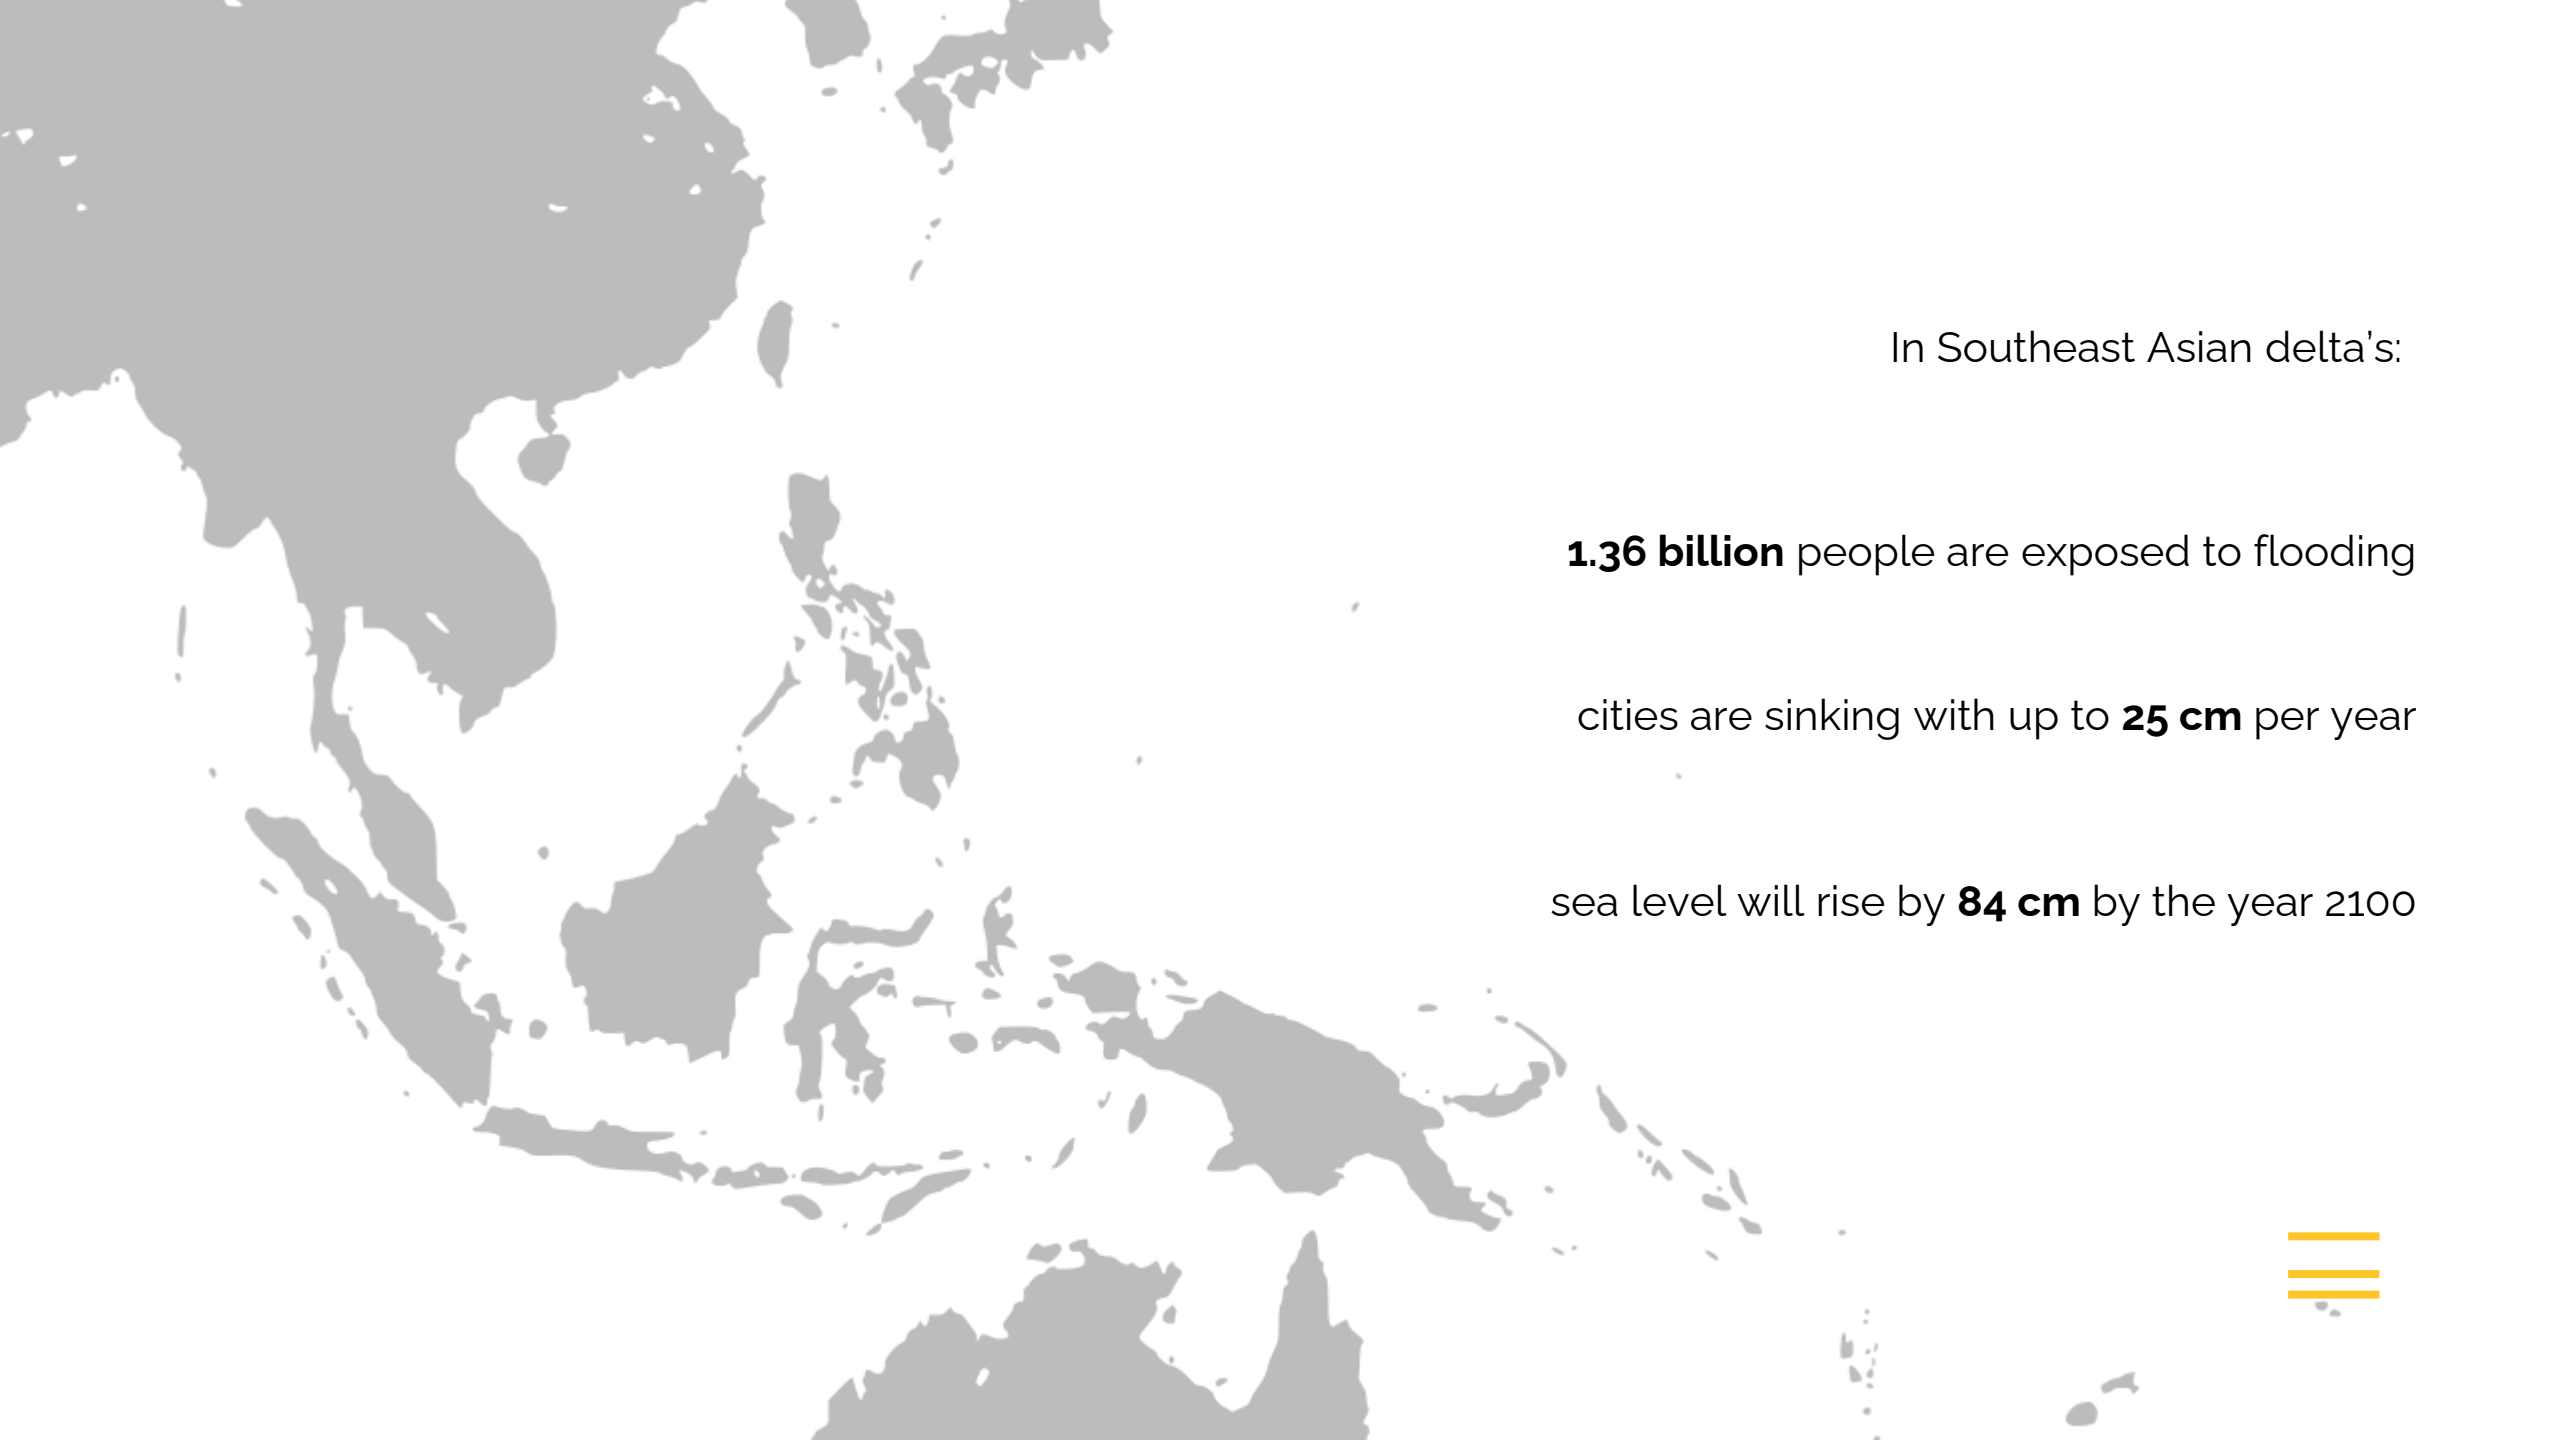 In Southeast Asian delta’s:
1.36 billion people are exposed to flooding
cities are sinking with up to 25 cm per year
sea level will rise by 84 cm by the year 2100